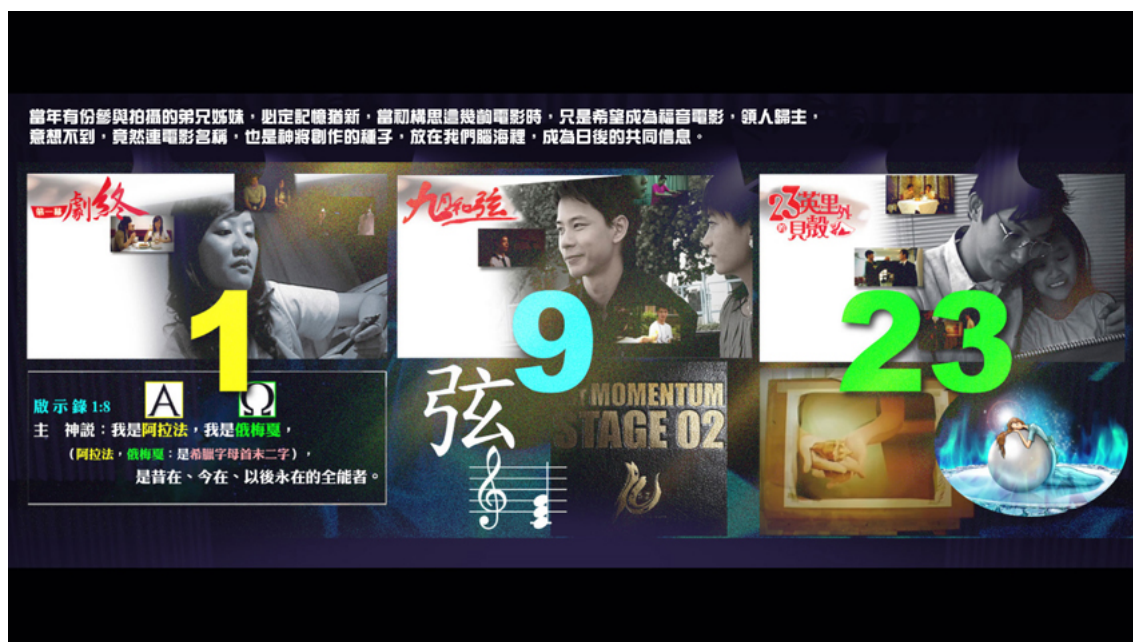 當年有份參與拍攝的弟兄姊妹，必定記憶猶新，當初構思這幾齣電影時，只是希望成為福音電影，領人歸主，
意想不到，竟然連電影名稱，也是神將創作的種子，放在我們腦海裡，成為日後的共同信息。
第一劇終
九和弦
23英里外
的貝殼
1
9
23
啟示錄 1:8
Α Ω
主 神說：我是阿拉法，我是俄梅戛，
（阿拉法，俄梅戛：是希臘字母首末二字），
是昔在、今在、以後永在的全能者。
弦
Y MOMENTUM
STAGE 02